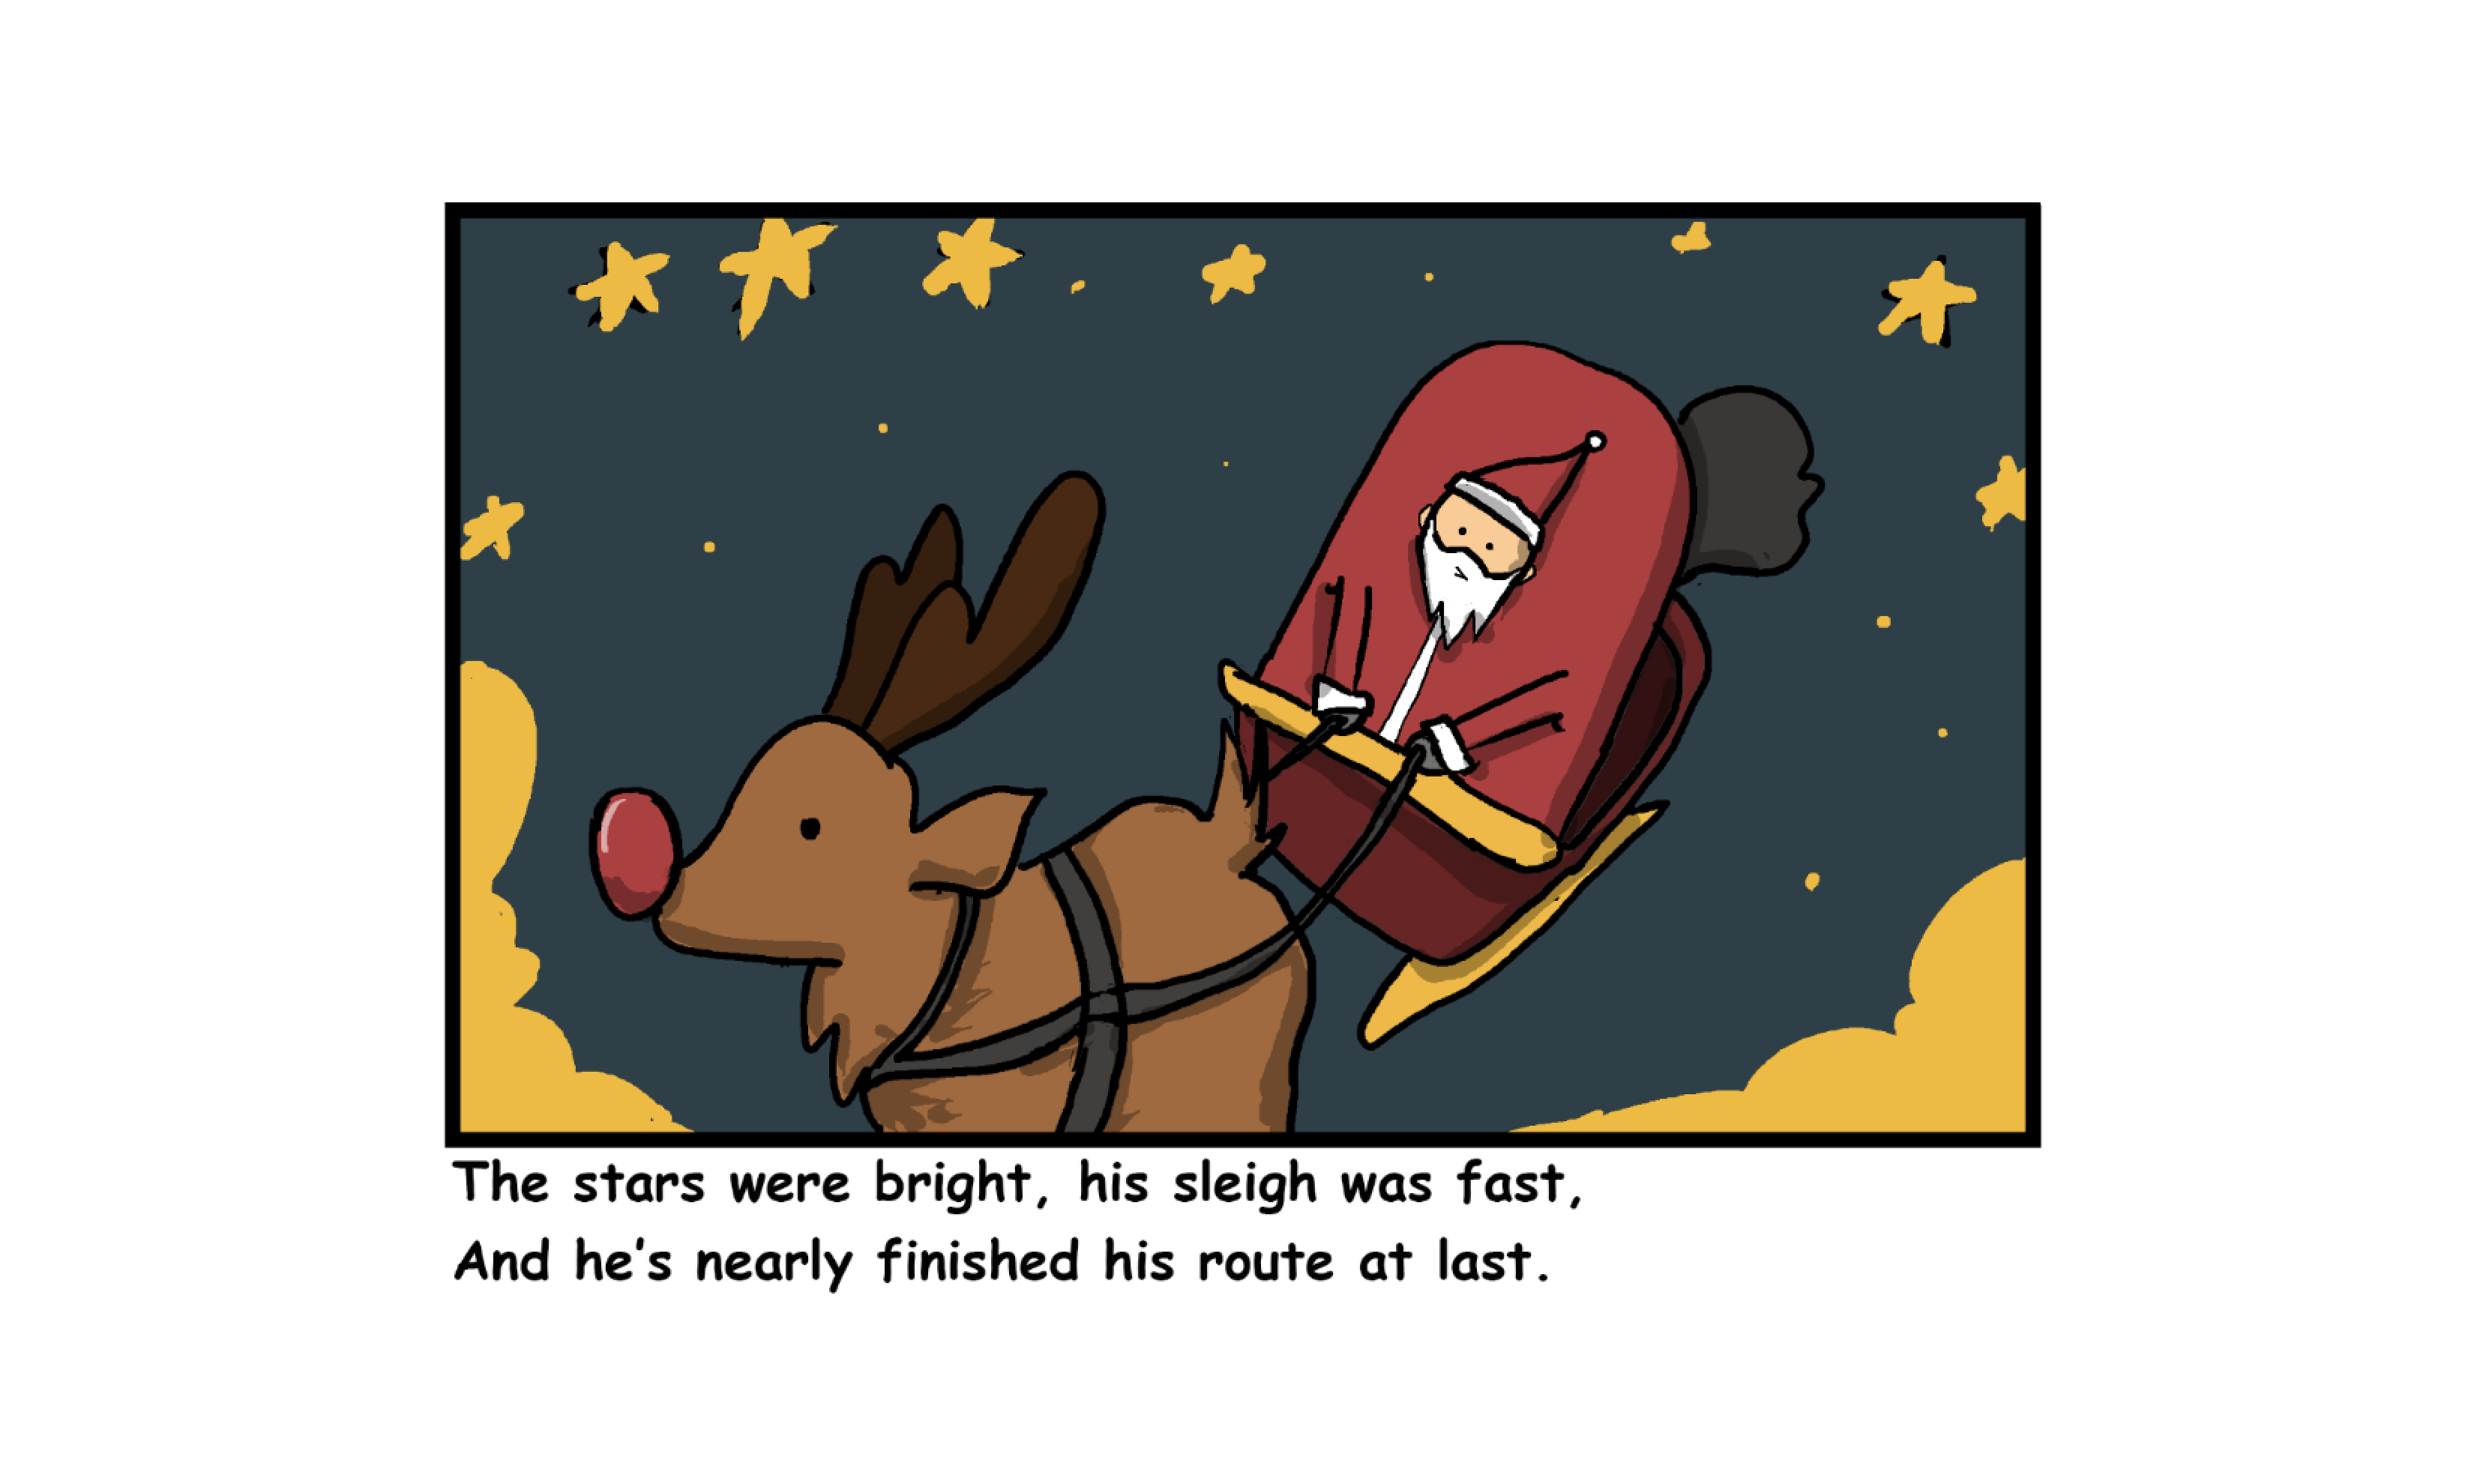 The stars were bright, his sleigh was fast,
And he's nearly finished his route at last.